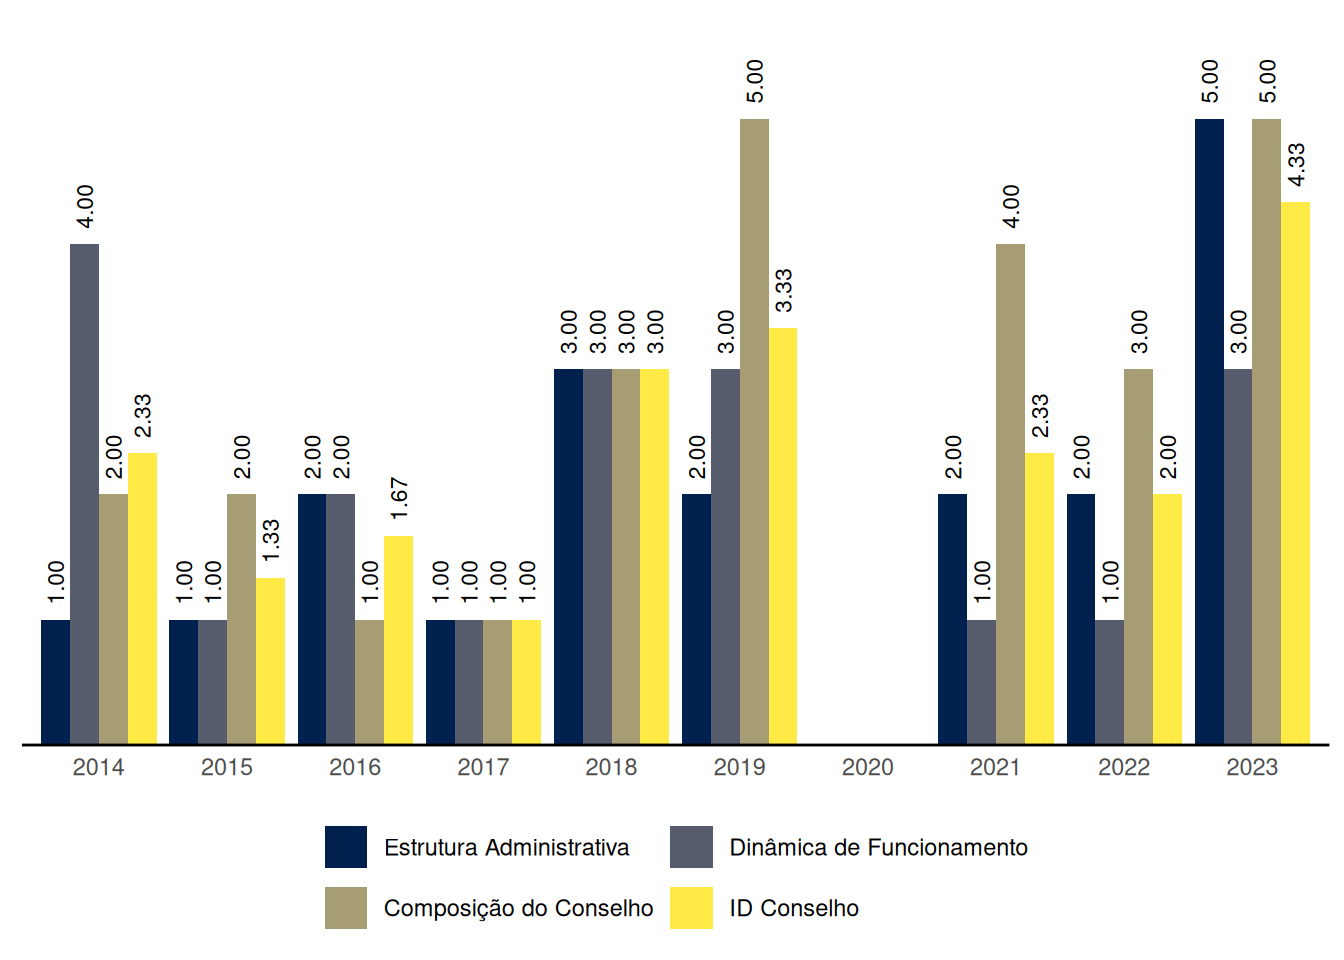 1.00 4.00 2.00 2.33
1.00 1.00 2.00 1.33
2.00 2.00 1.00 1.67
1.00 1.00 1.00 1.00
3.00 3.00 3.00 3.00
2.00 3.00 5.00 3.33
2.00 1.00 4.00 2.33
2.00 1.00 3.00 2.00
5.00 3.00 5.00 4.33
2014 2015 2016 2017 2018 2019 2020 2021 2022 2023
Estrutura Administrativa Dinâmica de Funcionamento
Composição do Conselho ID Conselho